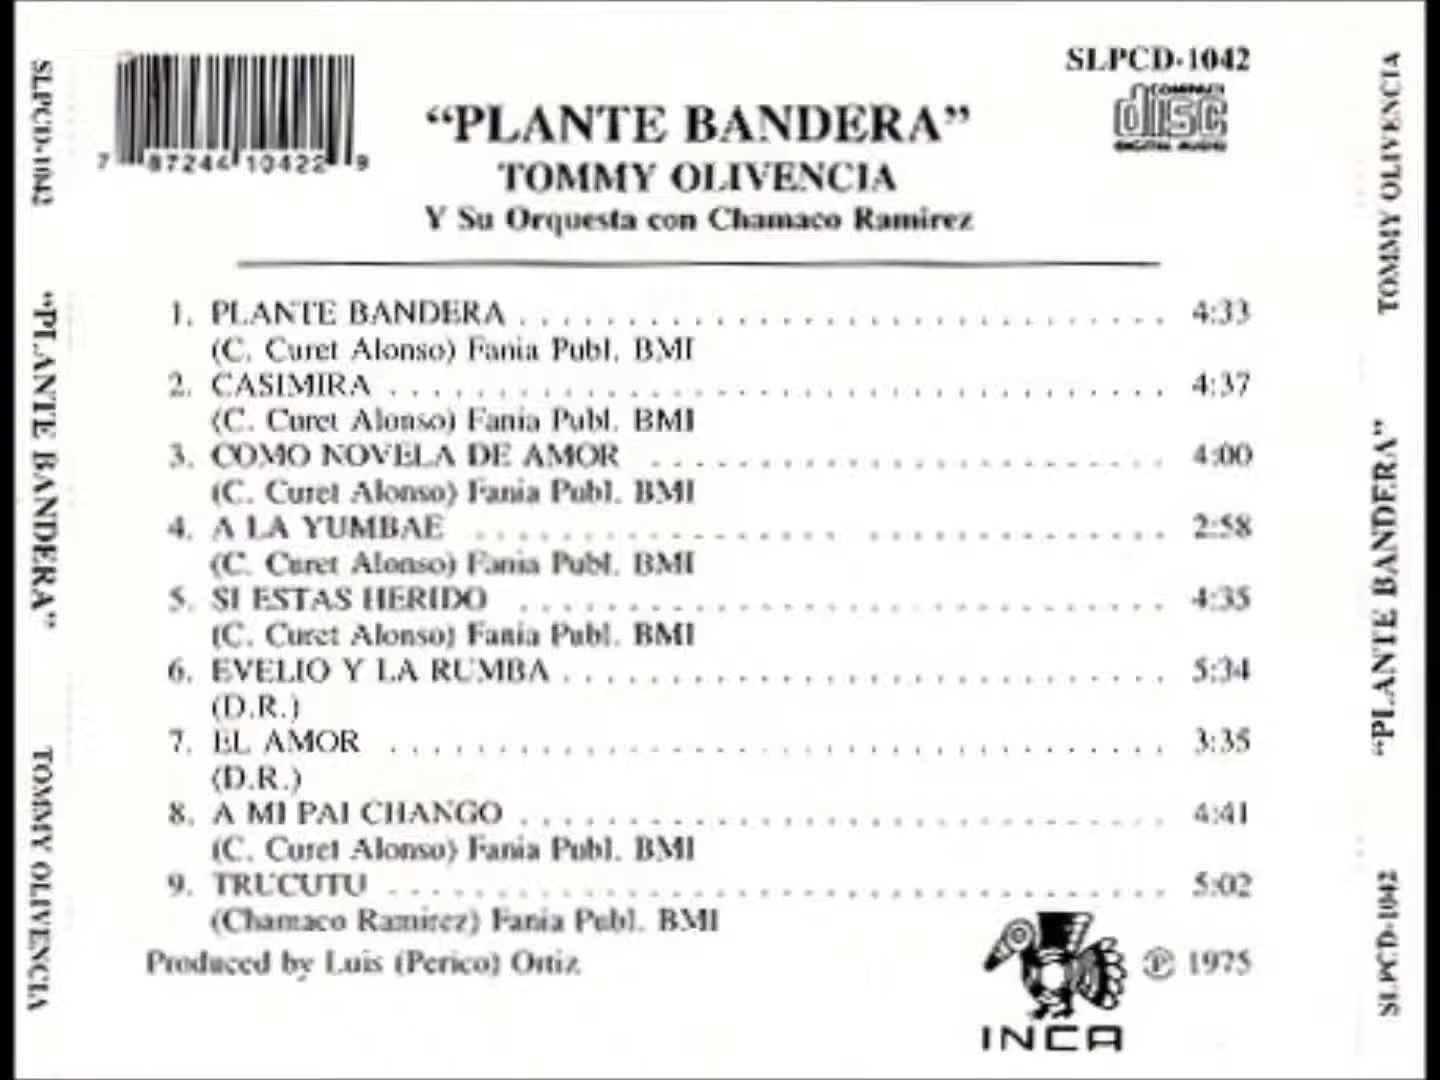 SLPCD-1042
COMPACT
disc
DIGITAL AUDIO
7 87244 10422 9
“PLANTE BANDERA”
TOMMY OLIVENCIA
Y Su Orquesta con Chamaco Ramirez
1. PLANTE BANDERA 4:33
(C. Curet Alonso) Fania Publ. BMI
2. CASIMIRA 4:37
(C. Curet Alonso) Fania Publ. BMI
3. COMO NOVELA DE AMOR 4:00
(C. Curet Alonso) Fania Publ. BMI
4. A LA YUMBAE 2:58
(C. Curet Alonso) Fania Publ. BMI
5. SI ESTAS HERIDO 4:35
(C. Curet Alonso) Fania Publ. BMI
6. EVELIO Y LA RUMBA 5:34
(D.R.)
7. EL AMOR 3:35
(D.R.)
8. A MI PAI CHANGO 4:41
(C. Curet Alonso) Fania Publ. BMI
9. TRUCUTU 5:02
(Chamaco Ramirez) Fania Publ. BMI
Produced by Luis (Perico) Ortiz
℗ 1975
INCA
SLPCD-1042 “PLANTE BANDERA” TOMMY OLIVENCIA
SLPCD-1042 “PLANTE BANDERA” TOMMY OLIVENCIA